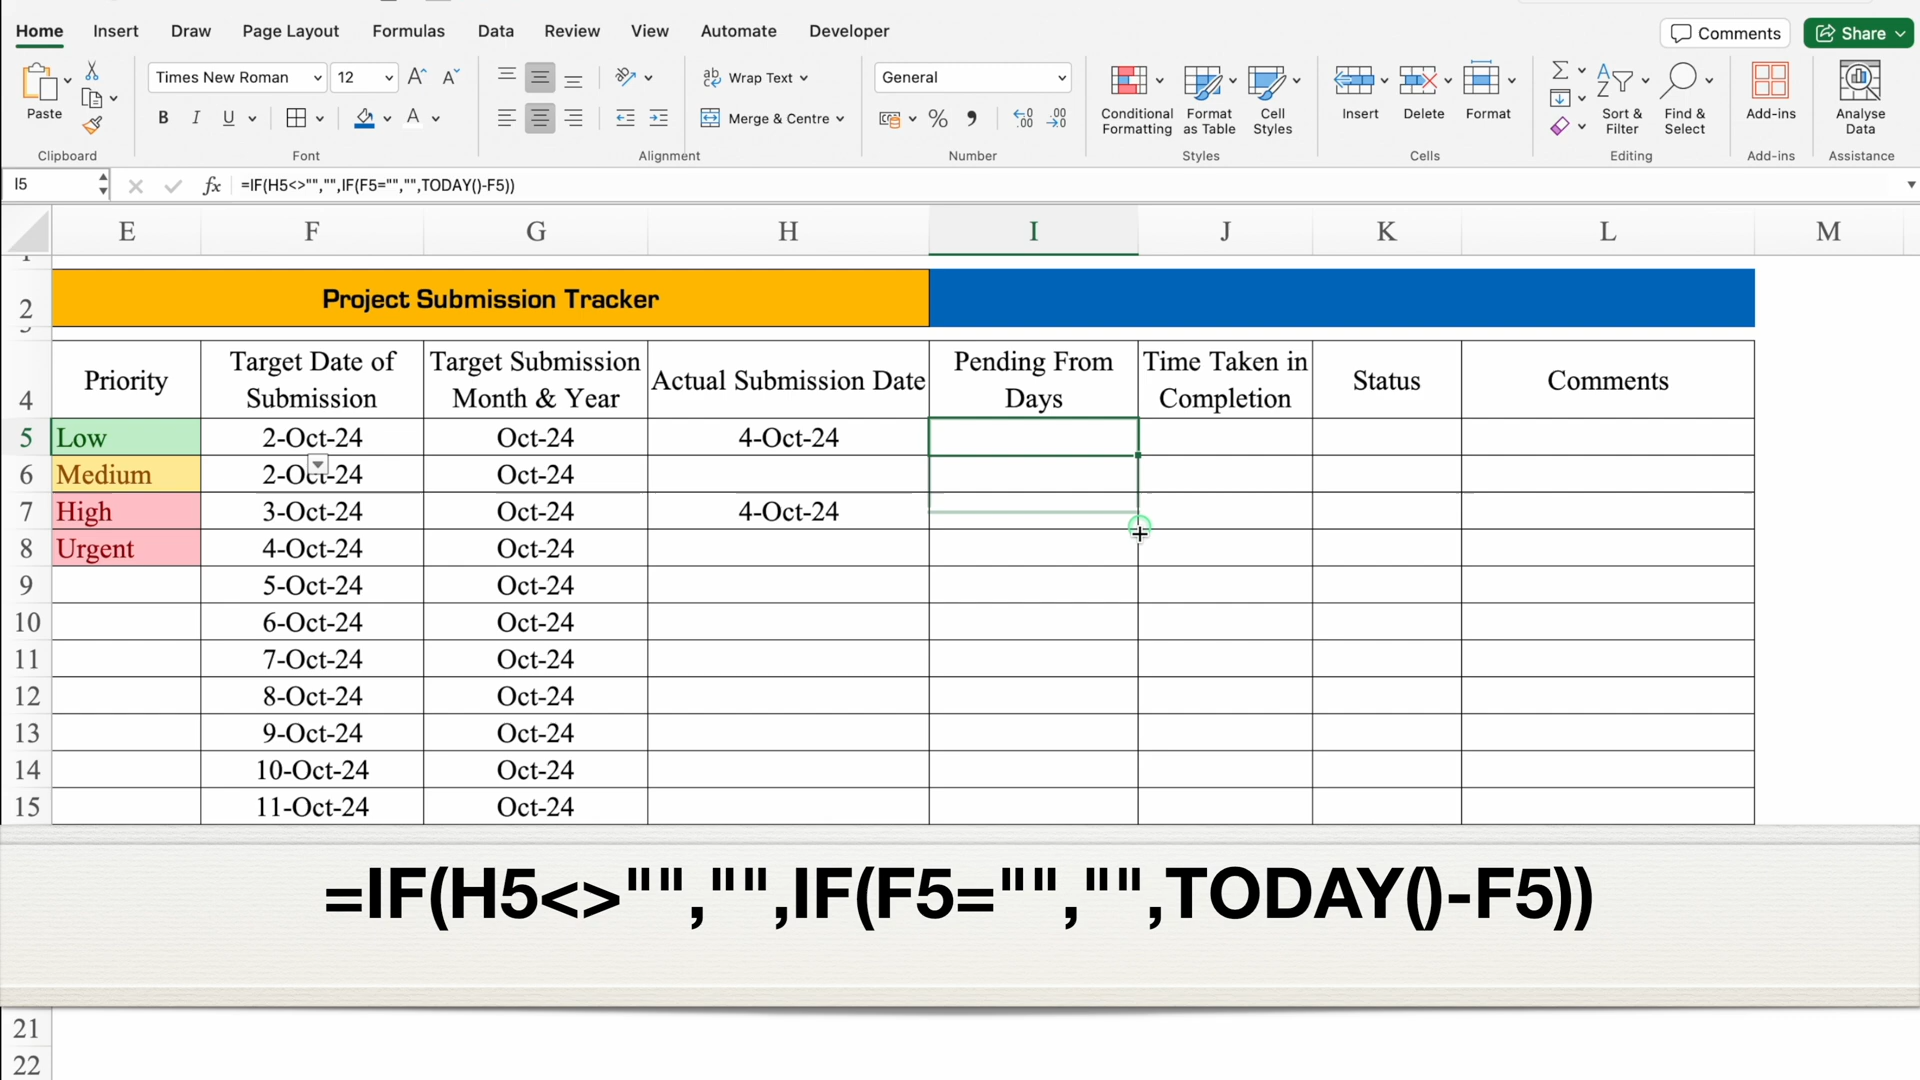 Home Insert Draw Page Layout Formulas Data Review View Automate Developer Comments Share
Times New Roman 12 Wrap Text General
Paste B I U A Merge & Centre Conditional Formatting Format as Table Cell Styles Insert Delete Format Sort & Filter Find & Select Add-ins Analyse Data
Clipboard Font Alignment Number Styles Cells Editing Add-ins Assistance
I5 fx =IF(H5<>"","",IF(F5="","",TODAY()-F5))
E F G H I J K L M
2 Project Submission Tracker
4 Priority Target Date of Submission Target Submission Month & Year Actual Submission Date Pending From Days Time Taken in Completion Status Comments
5 Low 2-Oct-24 Oct-24 4-Oct-24
6 Medium 2-Oct-24 Oct-24
7 High 3-Oct-24 Oct-24 4-Oct-24
8 Urgent 4-Oct-24 Oct-24
9 5-Oct-24 Oct-24
10 6-Oct-24 Oct-24
11 7-Oct-24 Oct-24
12 8-Oct-24 Oct-24
13 9-Oct-24 Oct-24
14 10-Oct-24 Oct-24
15 11-Oct-24 Oct-24
=IF(H5<>"","",IF(F5="","",TODAY()-F5))
21
22